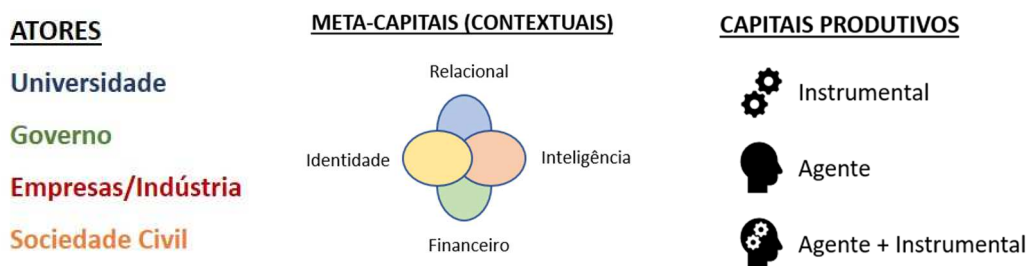 ATORES
Universidade
Governo
Empresas/Indústria
Sociedade Civil
META-CAPITAIS (CONTEXTUAIS)
Relacional
Identidade
Inteligência
Financeiro
CAPITAIS PRODUTIVOS
Instrumental
Agente
Agente + Instrumental